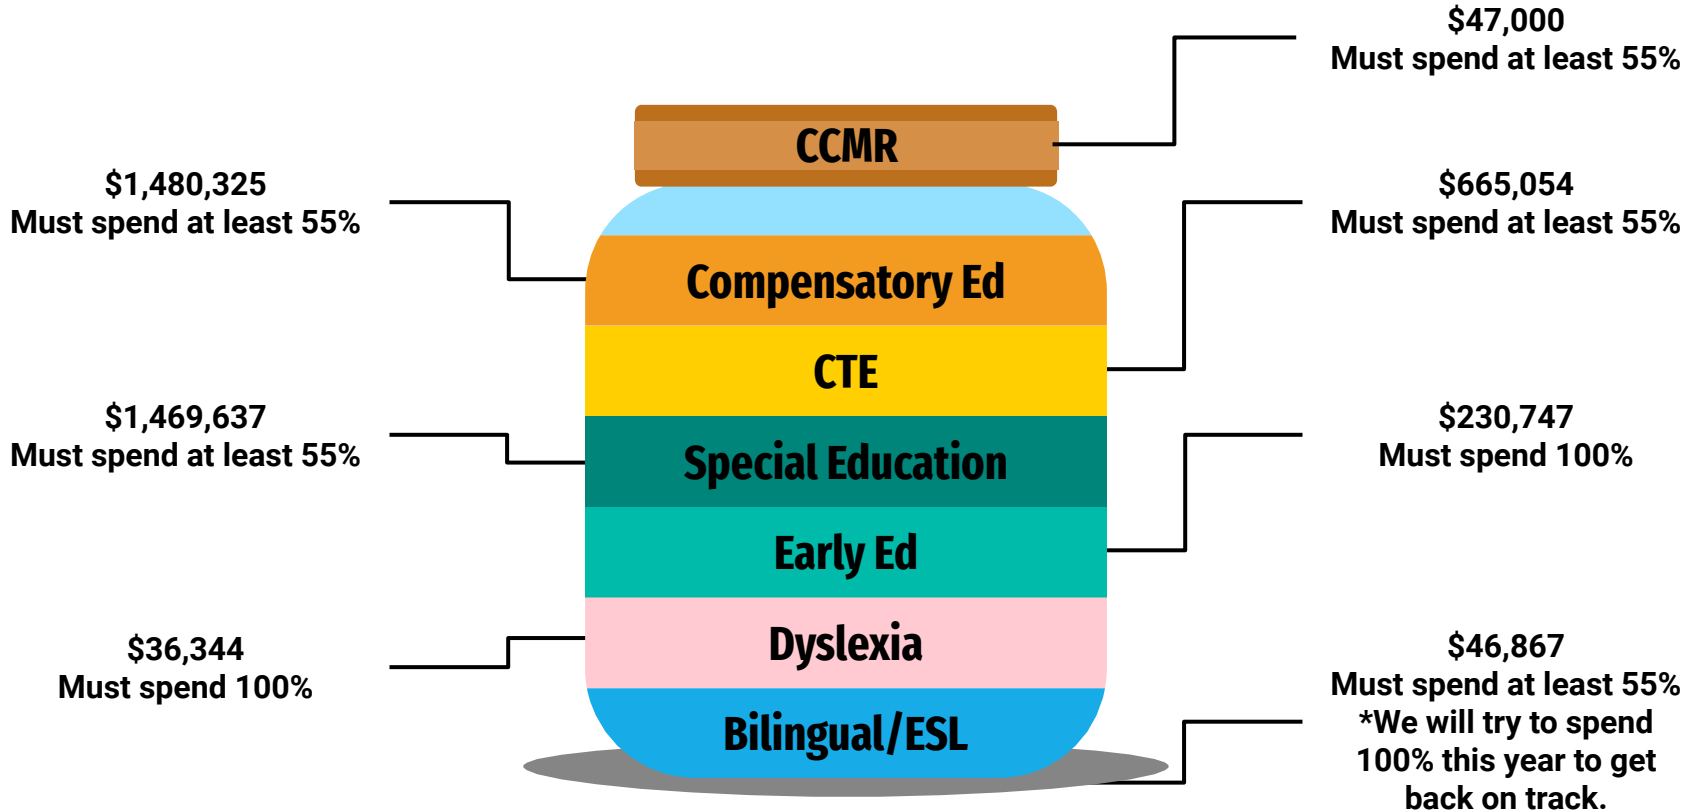 $47,000
Must spend at least 55%
CCMR
$1,480,325
Must spend at least 55%
$665,054
Must spend at least 55%
Compensatory Ed
CTE
$1,469,637
Must spend at least 55%
$230,747
Must spend 100%
Special Education
Early Ed
$36,344
Must spend 100%
Dyslexia
$46,867
Must spend at least 55%
*We will try to spend
100% this year to get
back on track.
Bilingual/ESL